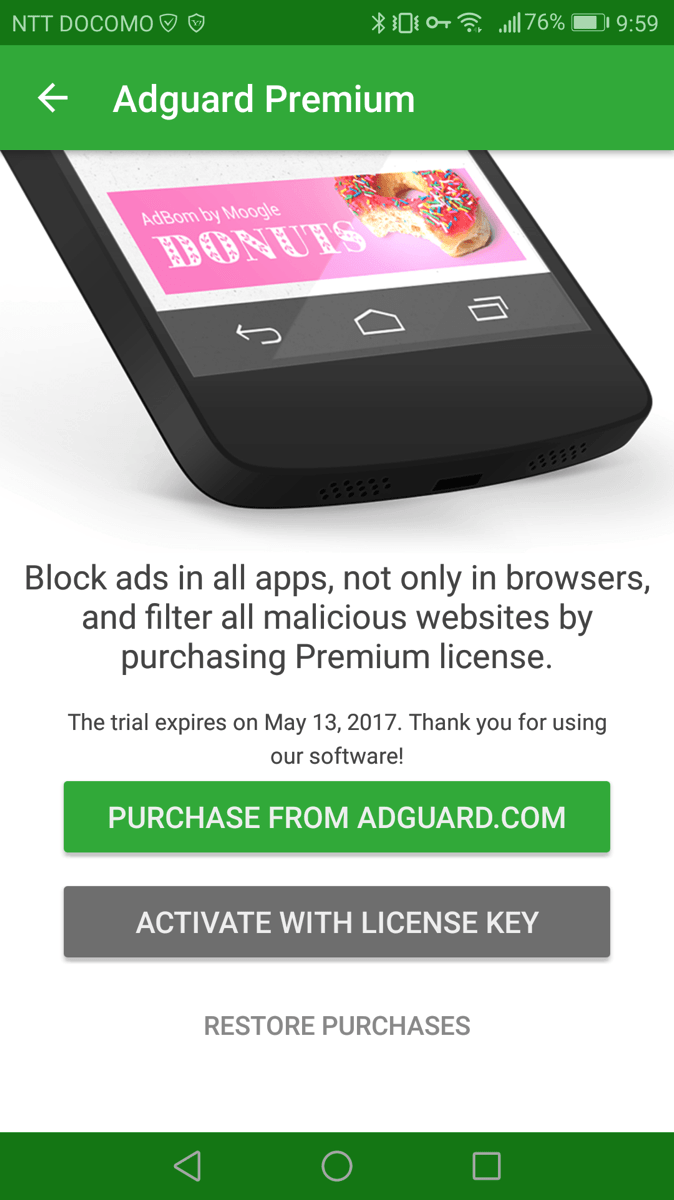 NTT DOCOMO 76% 9:59
Adguard Premium
AdBom by Moogle
DONUTS
Block ads in all apps, not only in browsers,
and filter all malicious websites by
purchasing Premium license.
The trial expires on May 13, 2017. Thank you for using
our software!
PURCHASE FROM ADGUARD.COM
ACTIVATE WITH LICENSE KEY
RESTORE PURCHASES